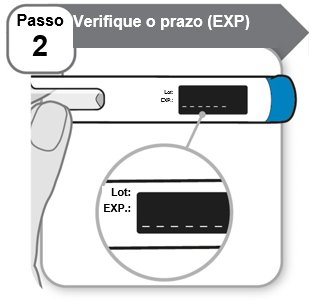 Passo
2
Verifique o prazo (EXP)
Lot:
EXP.:
Lot:
EXP.: